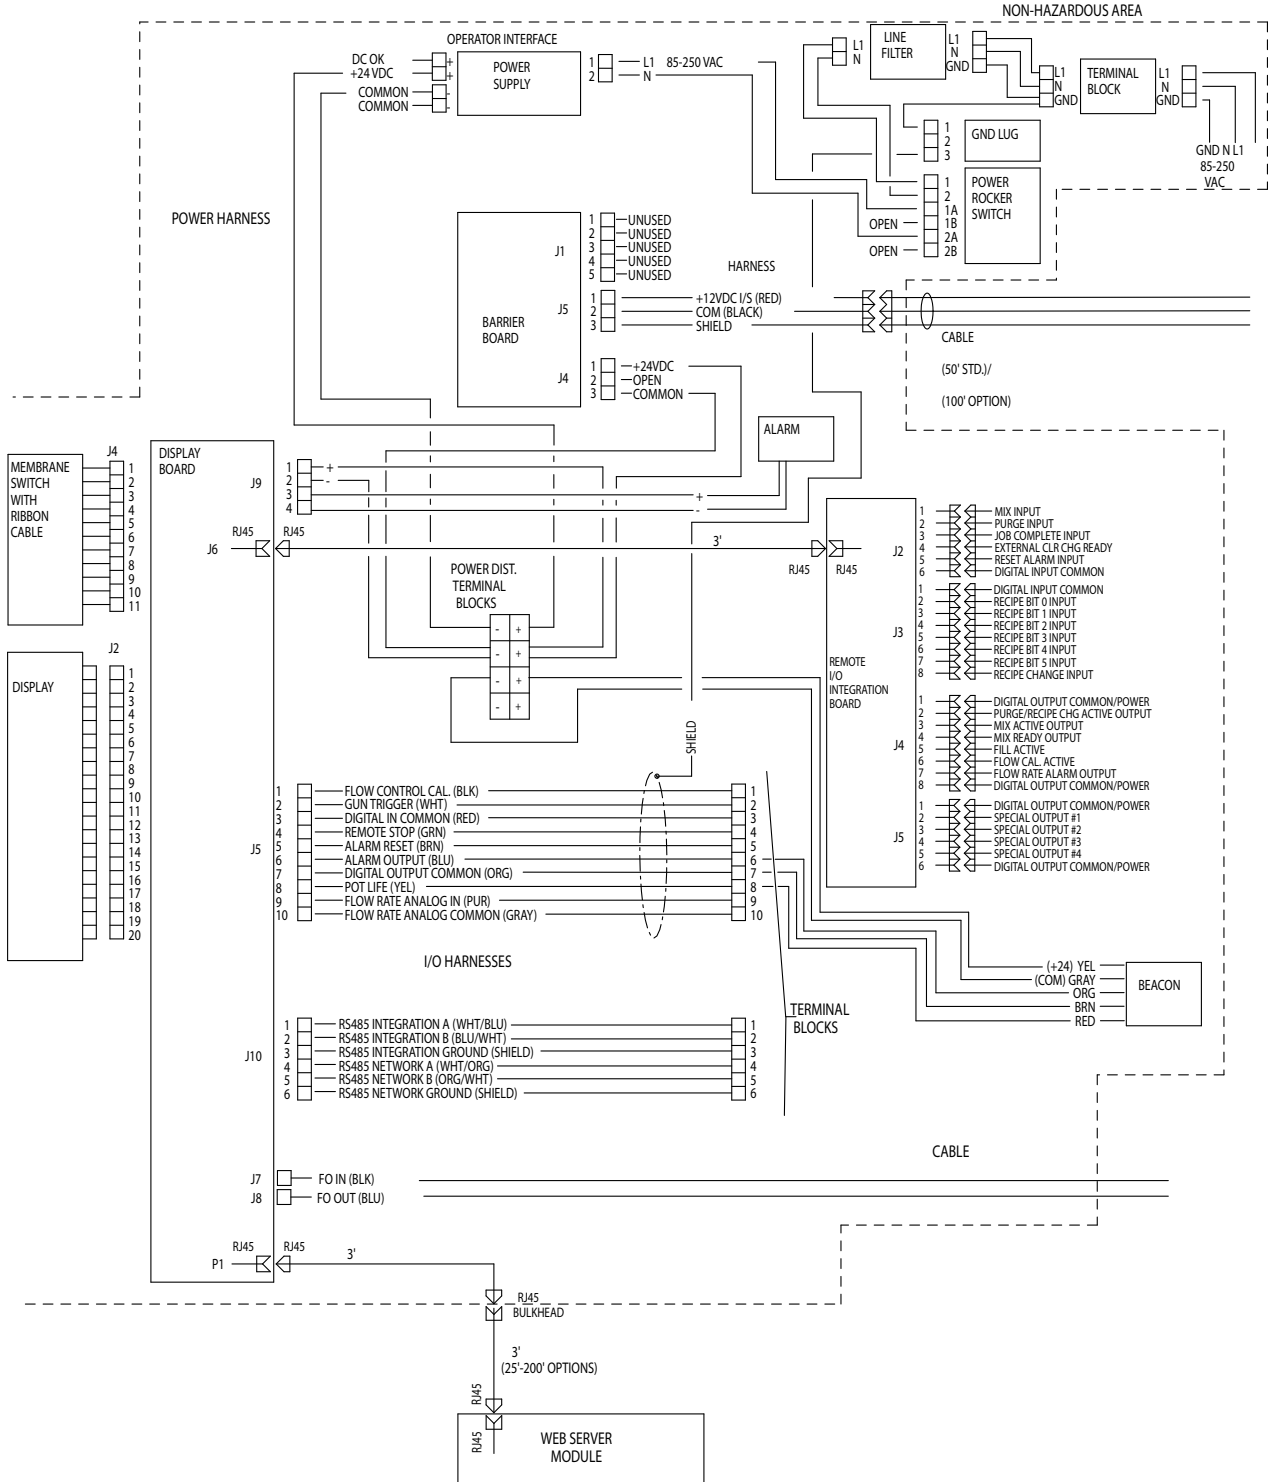 NON-HAZARDOUS AREA
OPERATOR INTERFACE
DC OK +
+24 VDC +
COMMON -
COMMON -
POWER
SUPPLY
1 L1 85-250 VAC
2 N
L1
N
LINE
FILTER
L1
N
GND
L1
N
GND
TERMINAL
BLOCK
L1
N
GND
GND N L1
85-250
VAC
1
2
3
GND LUG
1
2
1A
OPEN 1B
2A
OPEN 2B
POWER
ROCKER
SWITCH
POWER HARNESS
BARRIER
BOARD
J1
1 UNUSED
2 UNUSED
3 UNUSED
4 UNUSED
5 UNUSED
HARNESS
J5
1 +12VDC I/S (RED)
2 COM (BLACK)
3 SHIELD
CABLE
(50' STD.)/
(100' OPTION)
J4
1 +24VDC
2 OPEN
3 COMMON
ALARM
MEMBRANE
SWITCH
WITH
RIBBON
CABLE
J4
1
2
3
4
5
6
7
8
9
10
11
DISPLAY
BOARD
J9
1 +
2 -
3 +
4 -
J6 RJ45 RJ45 3' RJ45 RJ45 J2
POWER DIST.
TERMINAL
BLOCKS
- +
- +
- +
- +
REMOTE
I/O
INTEGRATION
BOARD
1 MIX INPUT
2 PURGE INPUT
3 JOB COMPLETE INPUT
4 EXTERNAL CLR CHG READY
5 RESET ALARM INPUT
6 DIGITAL INPUT COMMON
J3
1 DIGITAL INPUT COMMON
2 RECIPE BIT 0 INPUT
3 RECIPE BIT 1 INPUT
4 RECIPE BIT 2 INPUT
5 RECIPE BIT 3 INPUT
6 RECIPE BIT 4 INPUT
7 RECIPE BIT 5 INPUT
8 RECIPE CHANGE INPUT
J4
1 DIGITAL OUTPUT COMMON/POWER
2 PURGE/RECIPE CHG ACTIVE OUTPUT
3 MIX ACTIVE OUTPUT
4 MIX READY OUTPUT
5 FILL ACTIVE
6 FLOW CAL. ACTIVE
7 FLOW RATE ALARM OUTPUT
8 DIGITAL OUTPUT COMMON/POWER
J5
1 DIGITAL OUTPUT COMMON/POWER
2 SPECIAL OUTPUT #1
3 SPECIAL OUTPUT #2
4 SPECIAL OUTPUT #3
5 SPECIAL OUTPUT #4
6 DIGITAL OUTPUT COMMON/POWER
DISPLAY
J2
1
2
3
4
5
6
7
8
9
10
11
12
13
14
15
16
17
18
19
20
SHIELD
J5
1 FLOW CONTROL CAL. (BLK) 1
2 GUN TRIGGER (WHT) 2
3 DIGITAL IN COMMON (RED) 3
4 REMOTE STOP (GRN) 4
5 ALARM RESET (BRN) 5
6 ALARM OUTPUT (BLU) 6
7 DIGITAL OUTPUT COMMON (ORG) 7
8 POT LIFE (YEL) 8
9 FLOW RATE ANALOG IN (PUR) 9
10 FLOW RATE ANALOG COMMON (GRAY) 10
I/O HARNESSES
TERMINAL
BLOCKS
(+24) YEL
(COM) GRAY
ORG
BRN
RED
BEACON
J10
1 RS485 INTEGRATION A (WHT/BLU) 1
2 RS485 INTEGRATION B (BLU/WHT) 2
3 RS485 INTEGRATION GROUND (SHIELD) 3
4 RS485 NETWORK A (WHT/ORG) 4
5 RS485 NETWORK B (ORG/WHT) 5
6 RS485 NETWORK GROUND (SHIELD) 6
CABLE
J7 FO IN (BLK)
J8 FO OUT (BLU)
P1 RJ45 RJ45 3'
RJ45
BULKHEAD
3'
(25'-200' OPTIONS)
RJ45
RJ45
WEB SERVER
MODULE